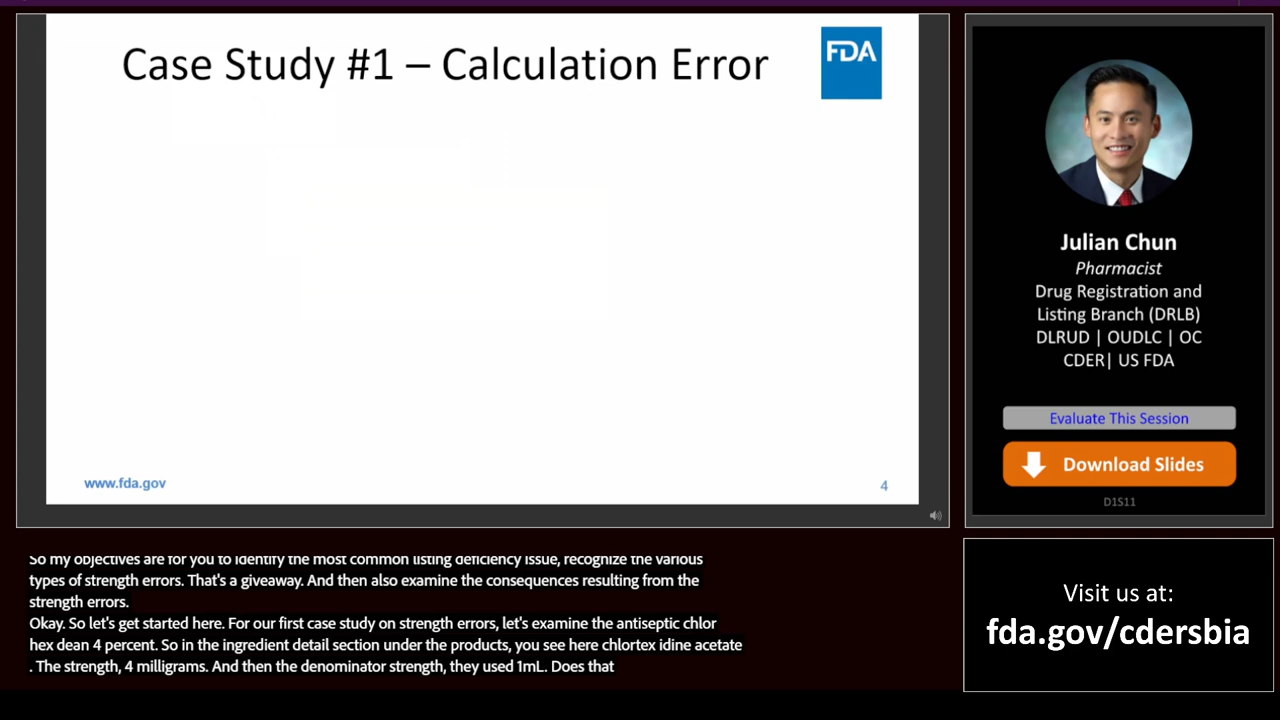 Case Study #1 – Calculation Error
FDA
www.fda.gov
4
Julian Chun
Pharmacist
Drug Registration and
Listing Branch (DRLB)
DLRUD | OUDLC | OC
CDER| US FDA
Evaluate This Session
Download Slides
D1S11
So my objectives are for you to identify the most common listing deficiency issue, recognize the various
types of strength errors. That's a giveaway. And then also examine the consequences resulting from the
strength errors.
Okay. So let's get started here. For our first case study on strength errors, let's examine the antiseptic chlor
hex dean 4 percent. So in the ingredient detail section under the products, you see here chlortex idine acetate
. The strength, 4 milligrams. And then the denominator strength, they used 1mL. Does that
Visit us at:
fda.gov/cdersbia